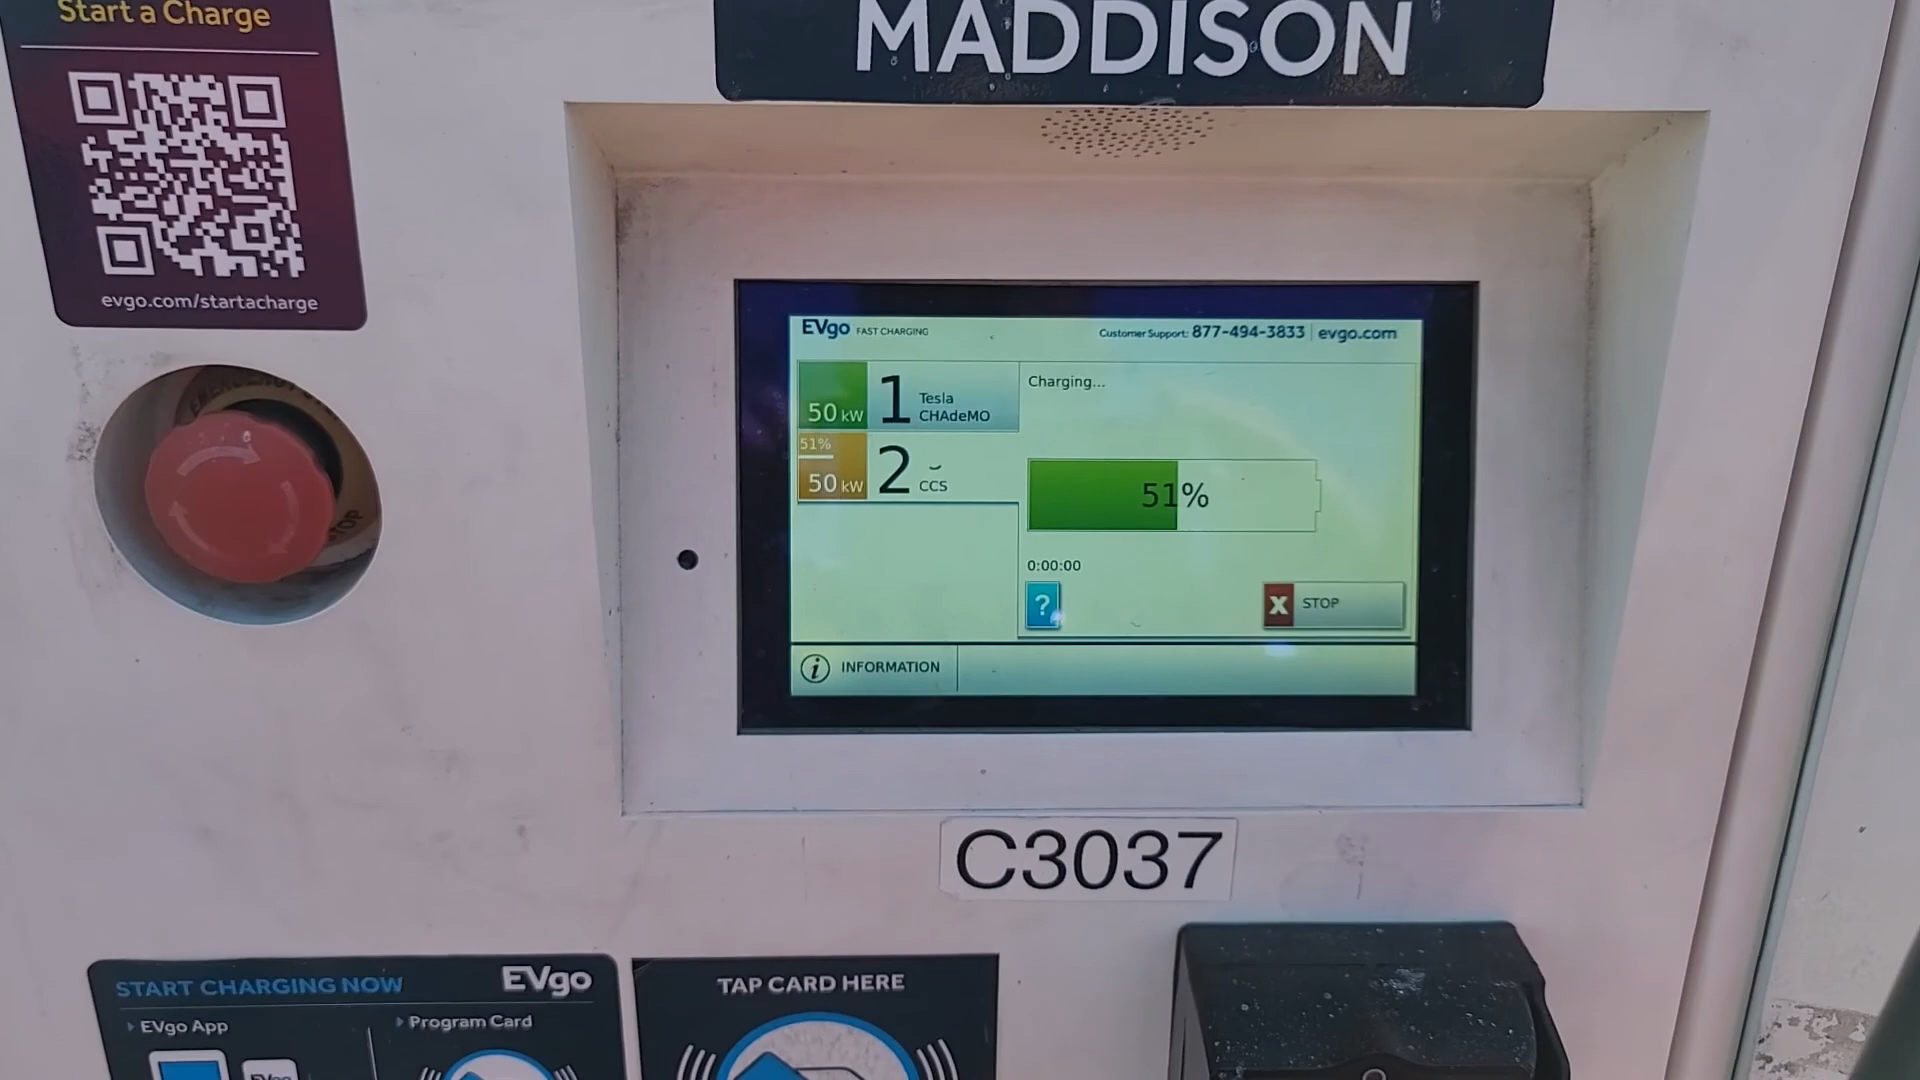 Start a Charge
evgo.com/startacharge
MADDISON
EVgo FAST CHARGING
Customer Support: 877-494-3833 | evgo.com
50 kW 1 Tesla
CHAdeMO
51%
50 kW 2 CCS
Charging...
51%
0:00:00
?
X STOP
i INFORMATION
STOP
C3037
START CHARGING NOW EVgo
EVgo App
Program Card
TAP CARD HERE